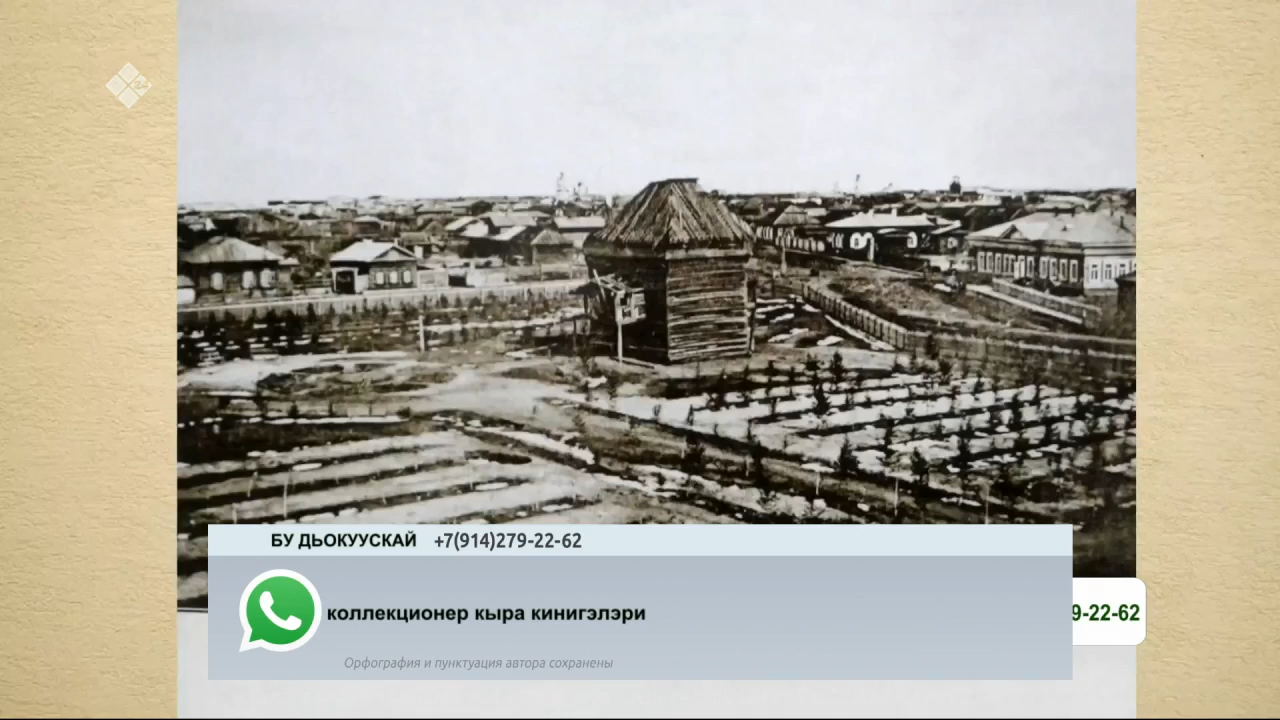 БУ ДЬОКУУСКАЙ +7(914)279-22-62
коллекционер кыра кинигэлэри
9-22-62
Орфография и пунктуация автора сохранены